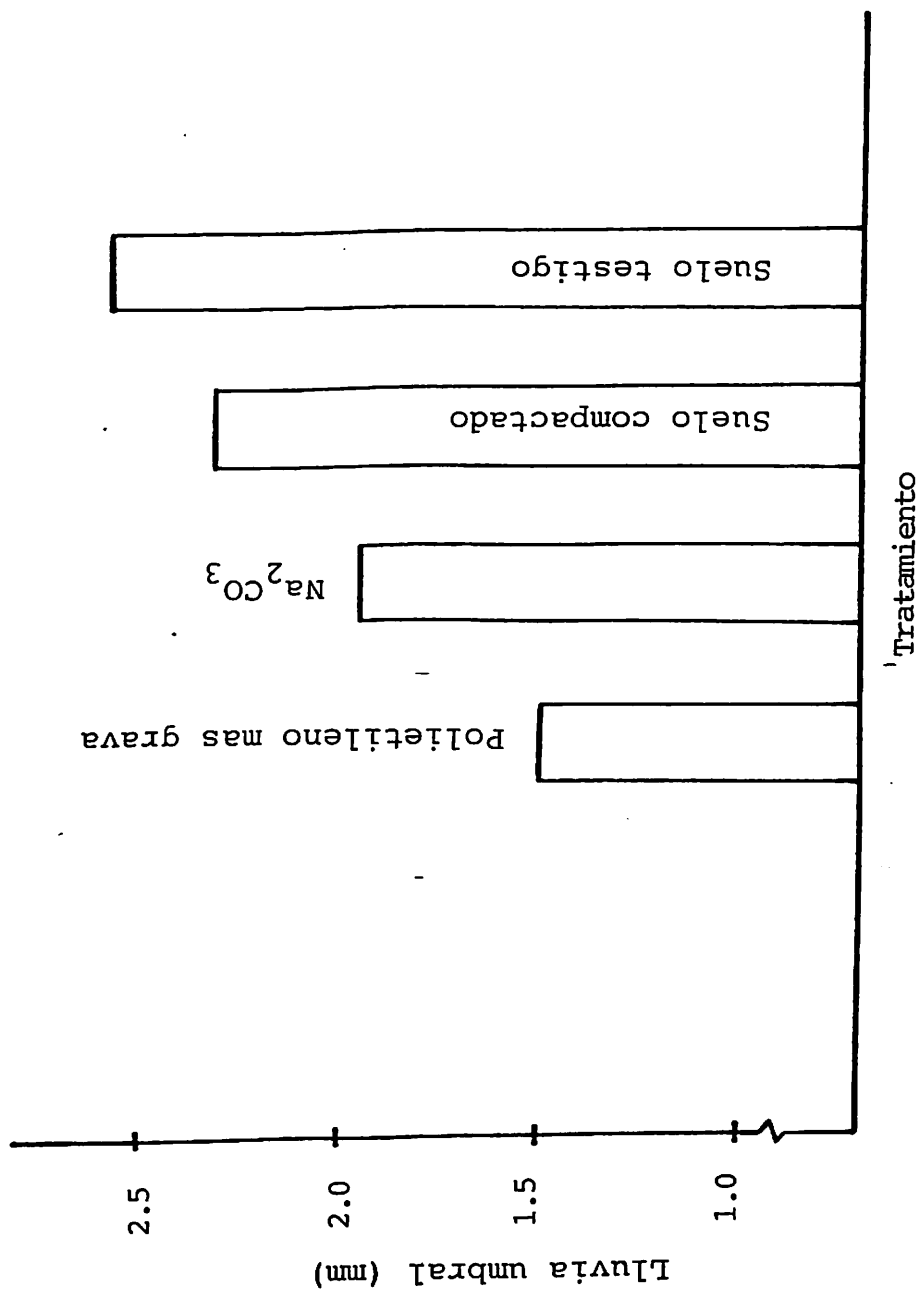 Lluvia umbral (mm)
2.5
2.0
1.5
1.0
Polietileno mas grava
Na₂CO₃
Suelo compactado
Suelo testigo
Tratamiento